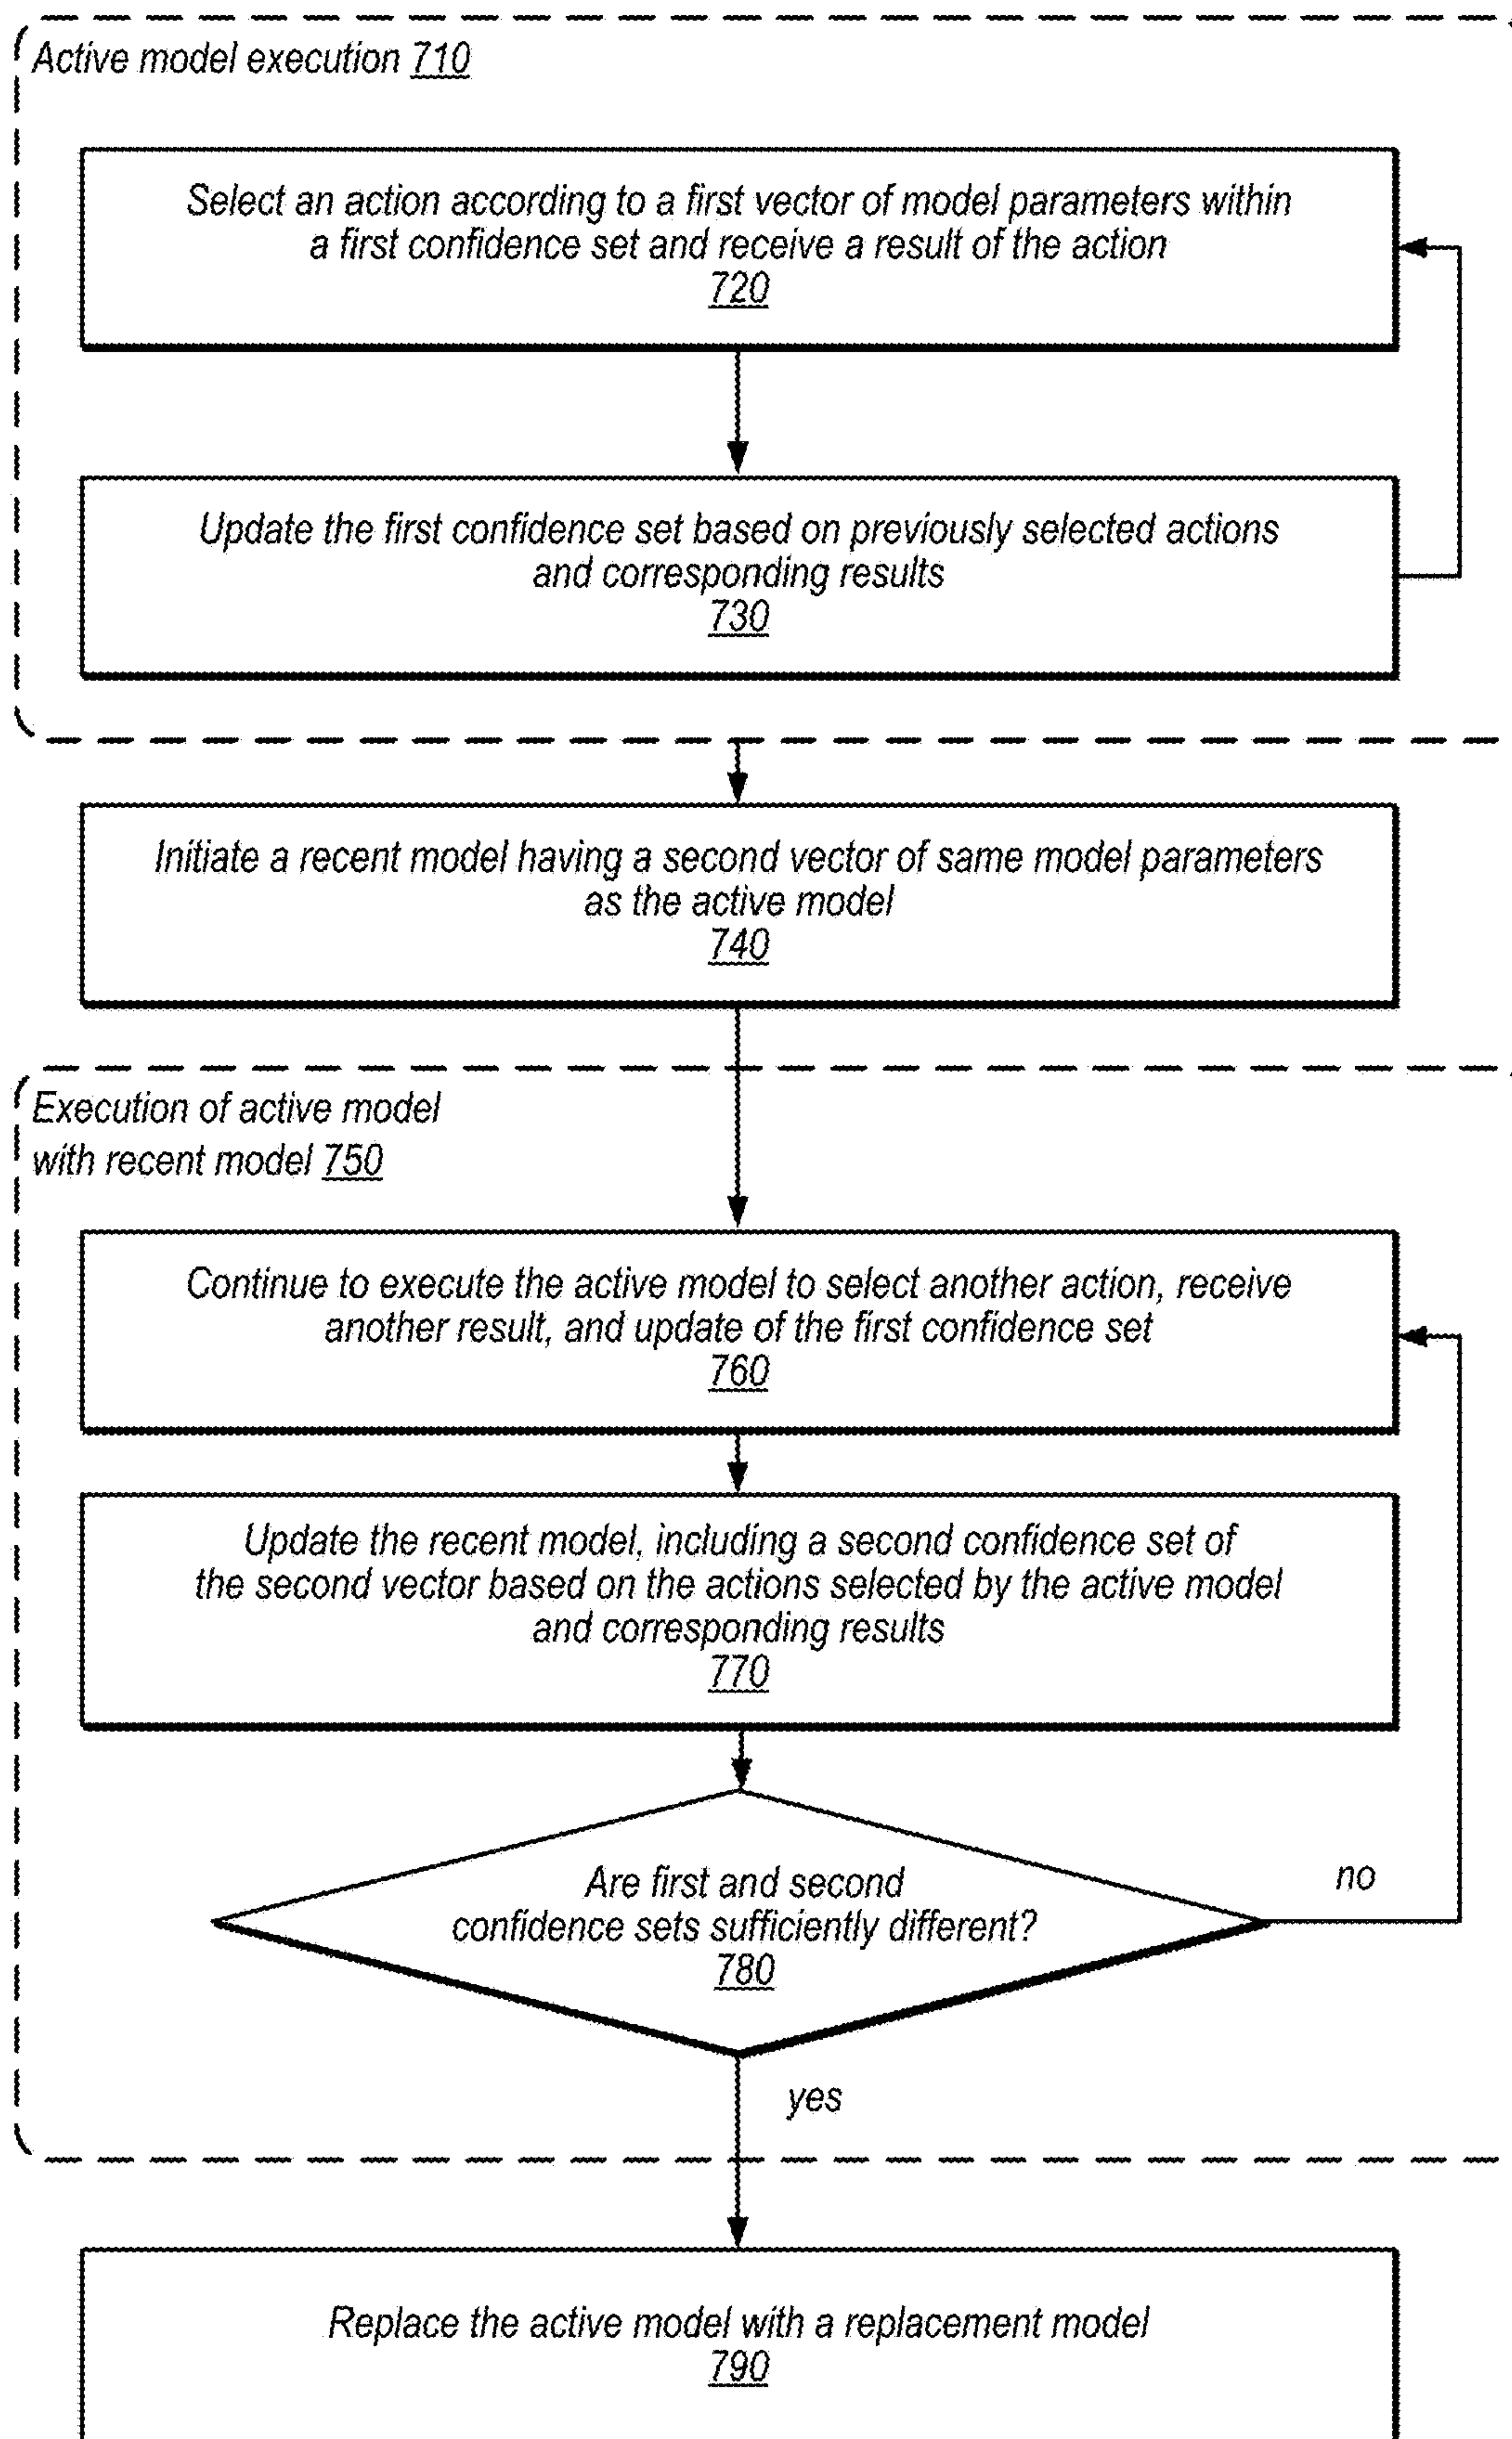 Active model execution 710
Select an action according to a first vector of model parameters within
a first confidence set and receive a result of the action
720
Update the first confidence set based on previously selected actions
and corresponding results
730
Initiate a recent model having a second vector of same model parameters
as the active model
740
Execution of active model
with recent model 750
Continue to execute the active model to select another action, receive
another result, and update of the first confidence set
760
Update the recent model, including a second confidence set of
the second vector based on the actions selected by the active model
and corresponding results
770
Are first and second
confidence sets sufficiently different?
780
no
yes
Replace the active model with a replacement model
790